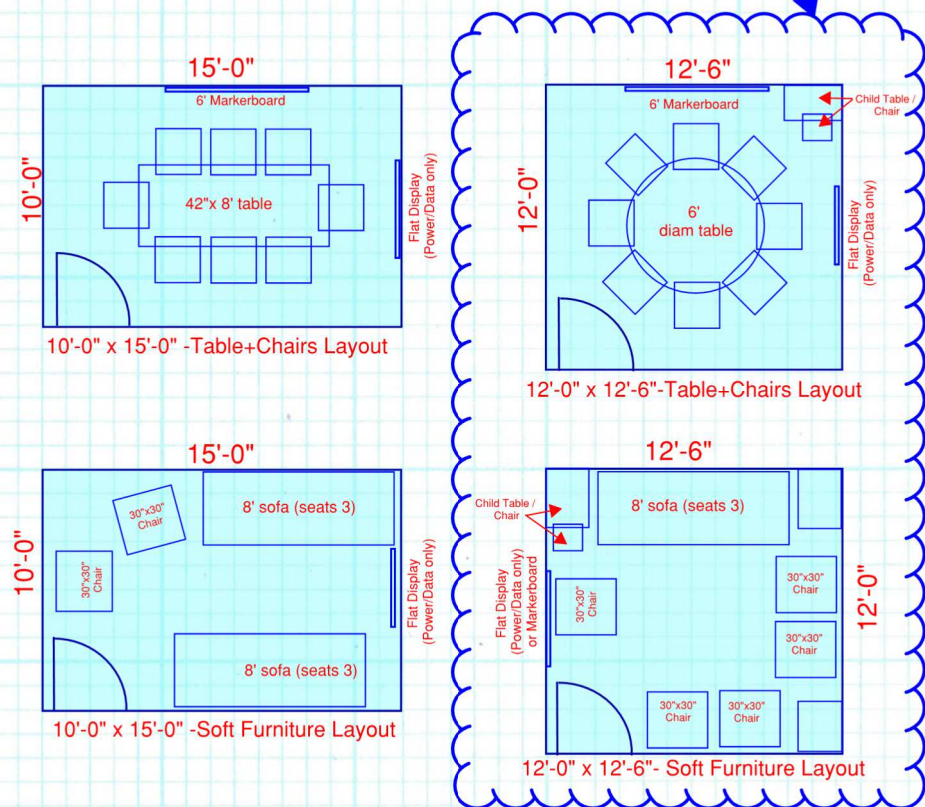 15'-0"
6' Markerboard
10'-0"
42"x 8' table
Flat Display
(Power/Data only)
10'-0" x 15'-0" -Table+Chairs Layout
12'-6"
6' Markerboard
Child Table /
Chair
12'-0"
6'
diam table
Flat Display
(Power/Data only)
12'-0" x 12'-6"-Table+Chairs Layout
15'-0"
10'-0"
30"x30"
Chair
8' sofa (seats 3)
30"x30"
Chair
Flat Display
(Power/Data only)
8' sofa (seats 3)
10'-0" x 15'-0" -Soft Furniture Layout
12'-6"
Child Table /
Chair
8' sofa (seats 3)
Flat Display
(Power/Data only)
or Markerboard
30"x30"
Chair
30"x30"
Chair
12'-0"
30"x30"
Chair
30"x30"
Chair
30"x30"
Chair
12'-0" x 12'-6"- Soft Furniture Layout